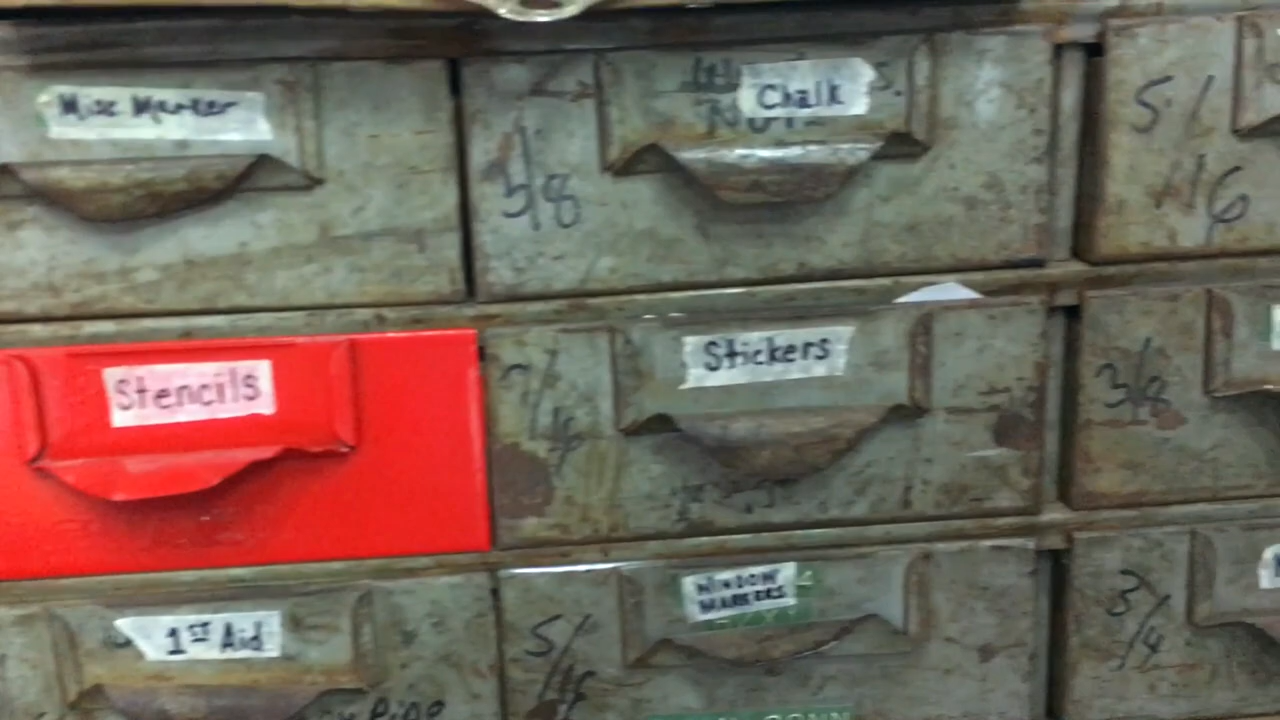 Misc Marker
Chalk
5/8
5/
16
Stencils
Stickers
3/8
1ST Aid
WINDOW
MARKERS
5/16
3/4